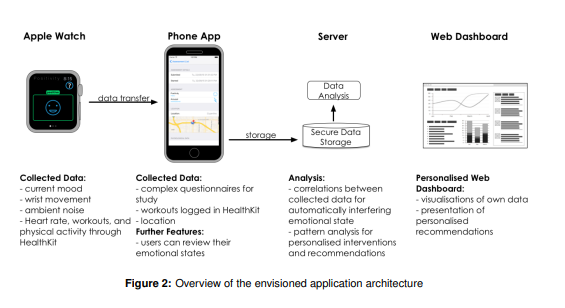 Apple Watch
Phone App
Server
Web Dashboard
data transfer
storage
Data
Analysis
Secure Data
Storage
Collected Data:
- current mood
- wrist movement
- ambient noise
- Heart rate, workouts, and
physical activity through
HealthKit
Collected Data:
- complex questionnaires for
study
- workouts logged in HealthKit
- location
Further Features:
- users can review their
emotional states
Analysis:
- correlations between
collected data for
automatically interfering
emotional state
- pattern analysis for
personalised interventions
and recommendations
Personalised Web
Dashboard:
- visualisations of own data
- presentation of
personalised
recommendations
Figure 2: Overview of the envisioned application architecture